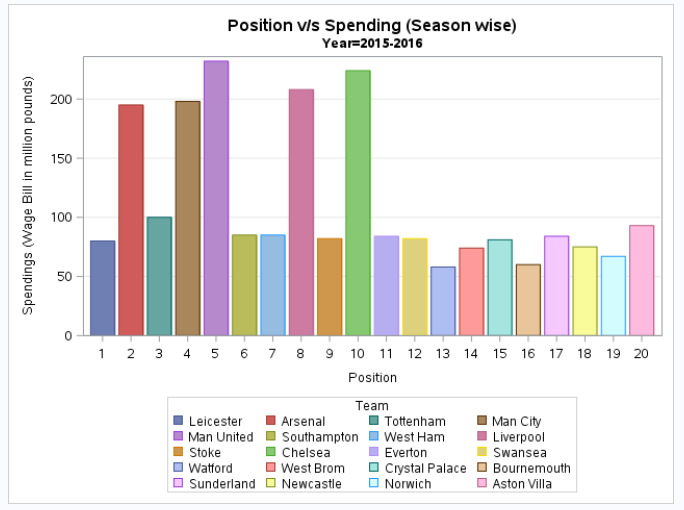 Position v/s Spending (Season wise)
Year=2015-2016
Spendings (Wage Bill in million pounds)
200
150
100
50
0
1 2 3 4 5 6 7 8 9 10 11 12 13 14 15 16 17 18 19 20
Position
Team
Leicester Arsenal Tottenham Man City
Man United Southampton West Ham Liverpool
Stoke Chelsea Everton Swansea
Watford West Brom Crystal Palace Bournemouth
Sunderland Newcastle Norwich Aston Villa